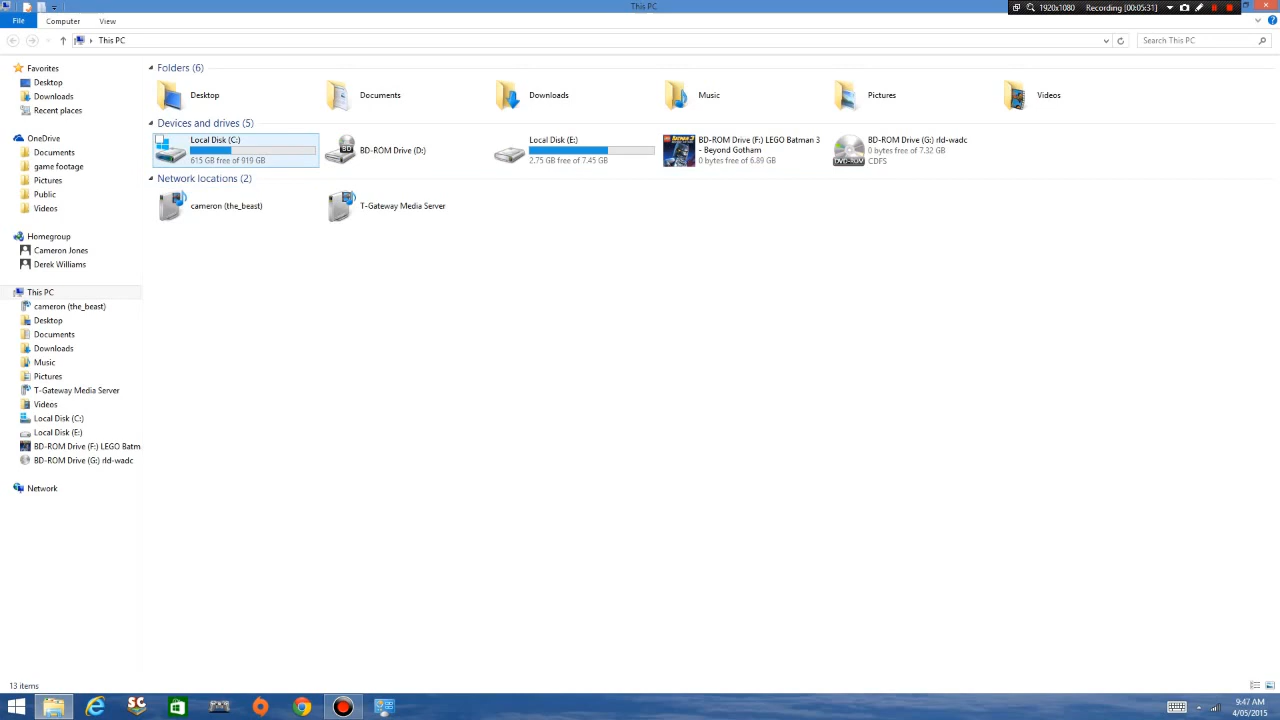 This PC
1920x1080
Recording [00:05:31]
File
Computer
View
This PC
Search This PC
Favorites
Desktop
Downloads
Recent places
OneDrive
Documents
game footage
Pictures
Public
Videos
Homegroup
Cameron Jones
Derek Williams
This PC
cameron (the_beast)
Desktop
Documents
Downloads
Music
Pictures
T-Gateway Media Server
Videos
Local Disk (C:)
Local Disk (E:)
BD-ROM Drive (F:) LEGO Batm
BD-ROM Drive (G:) rld-wadc
Network
Folders (6)
Desktop
Documents
Downloads
Music
Pictures
Videos
Devices and drives (5)
Local Disk (C:)
615 GB free of 919 GB
BD
BD-ROM Drive (D:)
Local Disk (E:)
2.75 GB free of 7.45 GB
BD-ROM Drive (F:) LEGO Batman 3
- Beyond Gotham
0 bytes free of 6.89 GB
DVD-ROM
BD-ROM Drive (G:) rld-wadc
0 bytes free of 7.32 GB
CDFS
Network locations (2)
cameron (the_beast)
T-Gateway Media Server
13 items
SC
9:47 AM
4/05/2015